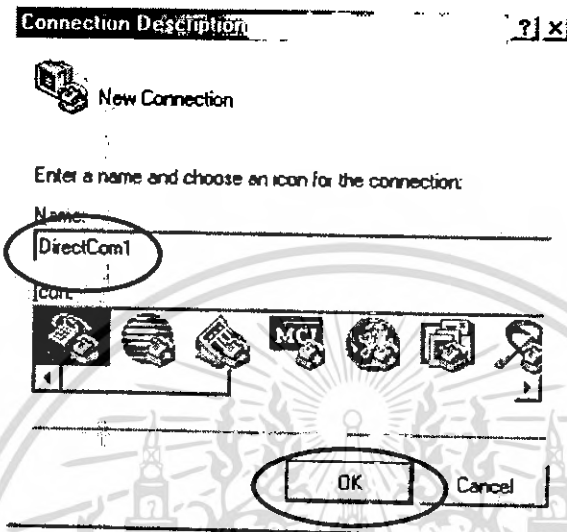 Connection Description
? ×
New Connection
Enter a name and choose an icon for the connection:
Name:
DirectCom1
Icon:
MCI
OK Cancel